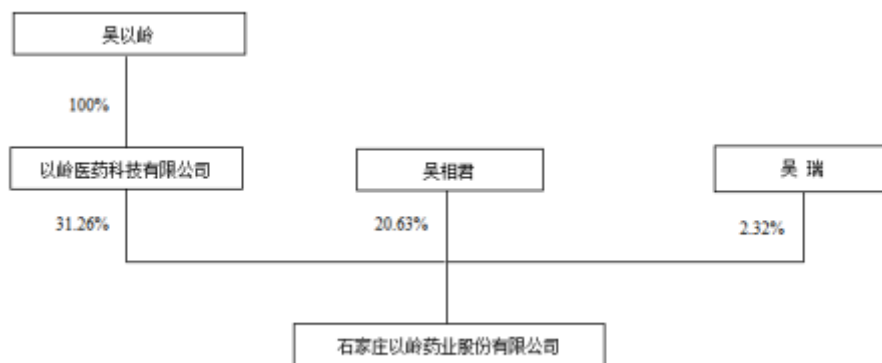 吴以岭
100%
以岭医药科技有限公司
吴相君
吴 瑞
31.26%
20.63%
2.32%
石家庄以岭药业股份有限公司